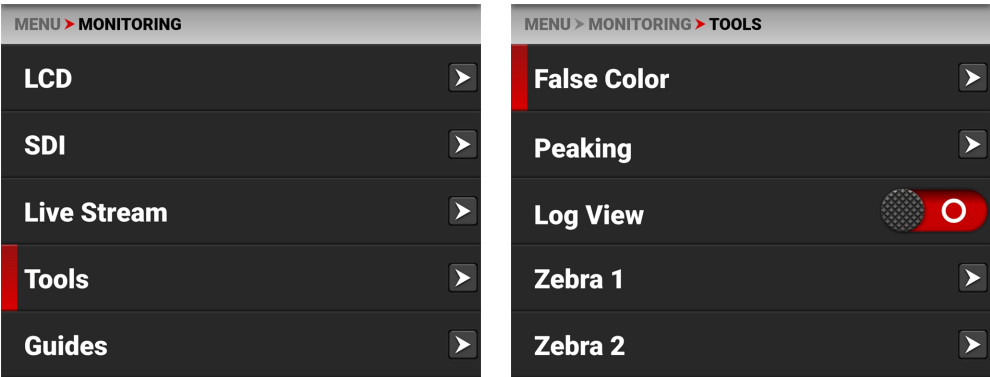 MENU > MONITORING
LCD
SDI
Live Stream
Tools
Guides
MENU > MONITORING > TOOLS
False Color
Peaking
Log View
Zebra 1
Zebra 2